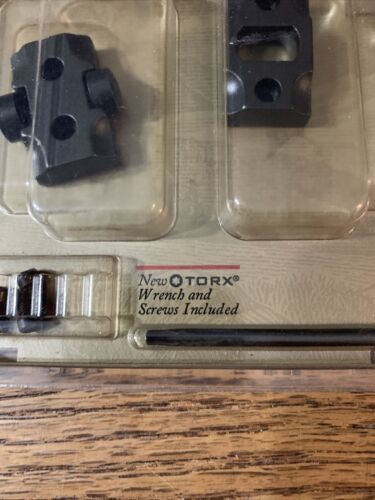 New TORX®
Wrench and
Screws Included